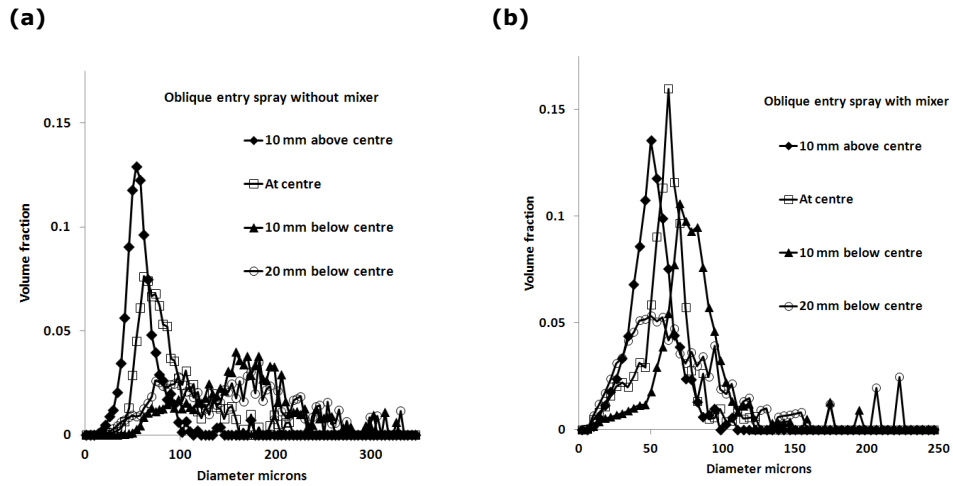 (a)
Oblique entry spray without mixer
10 mm above centre
At centre
10 mm below centre
20 mm below centre
Volume fraction
0.15
0.1
0.05
0
0
100
200
300
Diameter microns
(b)
Oblique entry spray with mixer
10 mm above centre
At centre
10 mm below centre
20 mm below centre
Volume fraction
0.15
0.1
0.05
0
0
50
100
150
200
250
Diameter microns